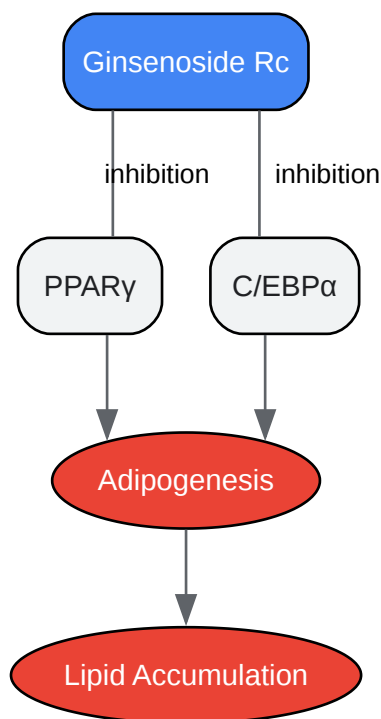 Ginsenoside Rc
inhibition
inhibition
PPARγ
C/EBPα
Adipogenesis
Lipid Accumulation